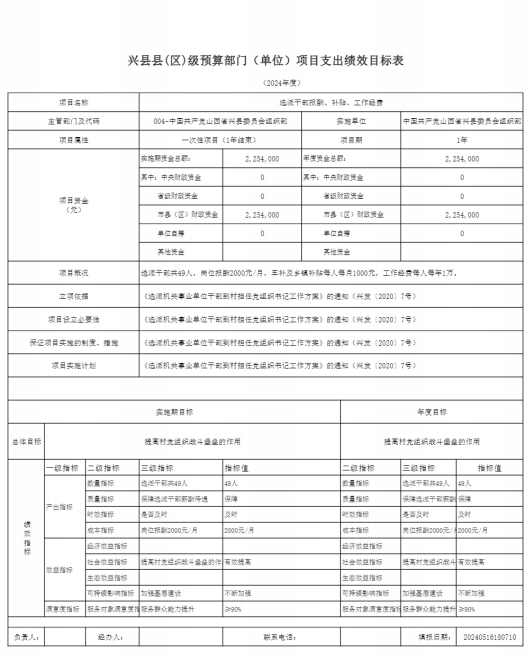 兴县县(区)级预算部门（单位）项目支出绩效目标表
（2024年度）
项目名称 选派干部报酬、补贴、工作经费
主管部门及代码 004-中国共产党山西省兴县委员会组织部 实施单位 中国共产党山西省兴县委员会组织部
项目属性 一次性项目（1年结束） 项目期 1年
项目资金（元） 实施期资金总额： 2,254,000 年度资金总额： 2,254,000
其中：中央财政资金 0 其中：中央财政资金 0
省级财政资金 0 省级财政资金 0
市县（区）财政资金 2,254,000 市县（区）财政资金 2,254,000
单位自筹 0 单位自筹 0
其他资金 其他资金
项目概况 选派干部共49人，岗位报酬2000元/月，车补及乡镇补贴每人每月1000元，工作经费每人每年1万。
立项依据 《选派机关事业单位干部到村担任党组织书记工作方案》的通知（兴发〔2020〕7号）
项目设立必要性 《选派机关事业单位干部到村担任党组织书记工作方案》的通知（兴发〔2020〕7号）
保证项目实施的制度、措施 《选派机关事业单位干部到村担任党组织书记工作方案》的通知（兴发〔2020〕7号）
项目实施计划 《选派机关事业单位干部到村担任党组织书记工作方案》的通知（兴发〔2020〕7号）
实施期目标 年度目标
总体目标 提高村党组织战斗堡垒的作用 提高村党组织战斗堡垒的作用
绩效指标 一级指标 二级指标 三级指标 指标值 二级指标 三级指标 指标值
产出指标 数量指标 选派干部共49人 49人 数量指标 选派干部共49人 49人
质量指标 保障选派干部薪酬待遇 保障 质量指标 保障选派干部薪酬 保障
时效指标 是否及时 及时 时效指标 是否及时 及时
成本指标 岗位报酬2000元/月 2000元/月 成本指标 岗位报酬2000元/月 2000元/月
效益指标 经济效益指标 经济效益指标
社会效益指标 提高村党组织战斗堡垒的作 有效提高 社会效益指标 提高村党组织战斗 有效提高
生态效益指标 生态效益指标
可持续影响指标 加强基层建设 不断加强 可持续影响指标 加强基层建设 不断加强
满意度指标 服务对象满意度指 服务群众能力提升 ≥90% 服务对象满意度指 服务群众能力提升 ≥90%
负责人： 经办人： 联系电话： 填报日期： 20240516180710